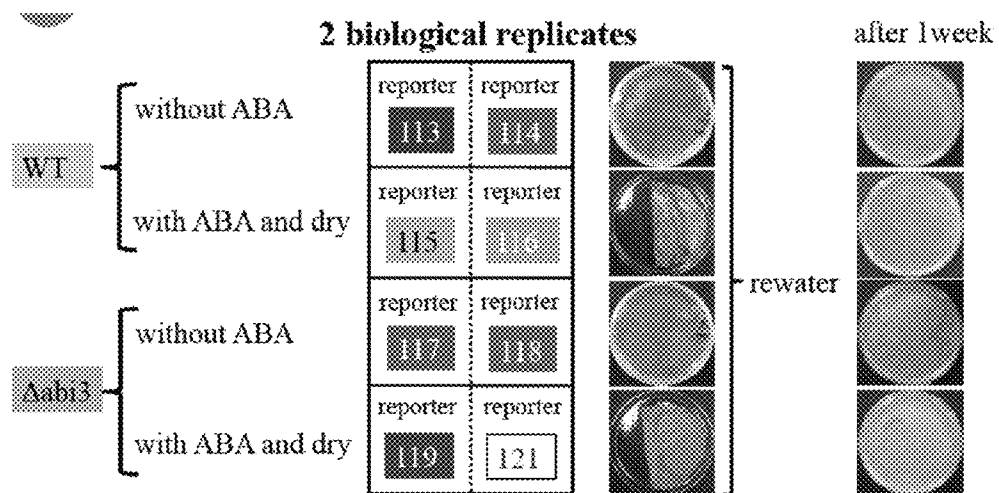 2 biological replicates
after 1week
reporter reporter
without ABA
113 114
WT
reporter reporter
with ABA and dry
115 116
rewater
reporter reporter
without ABA
117 118
Δabi3
reporter reporter
with ABA and dry
119 121